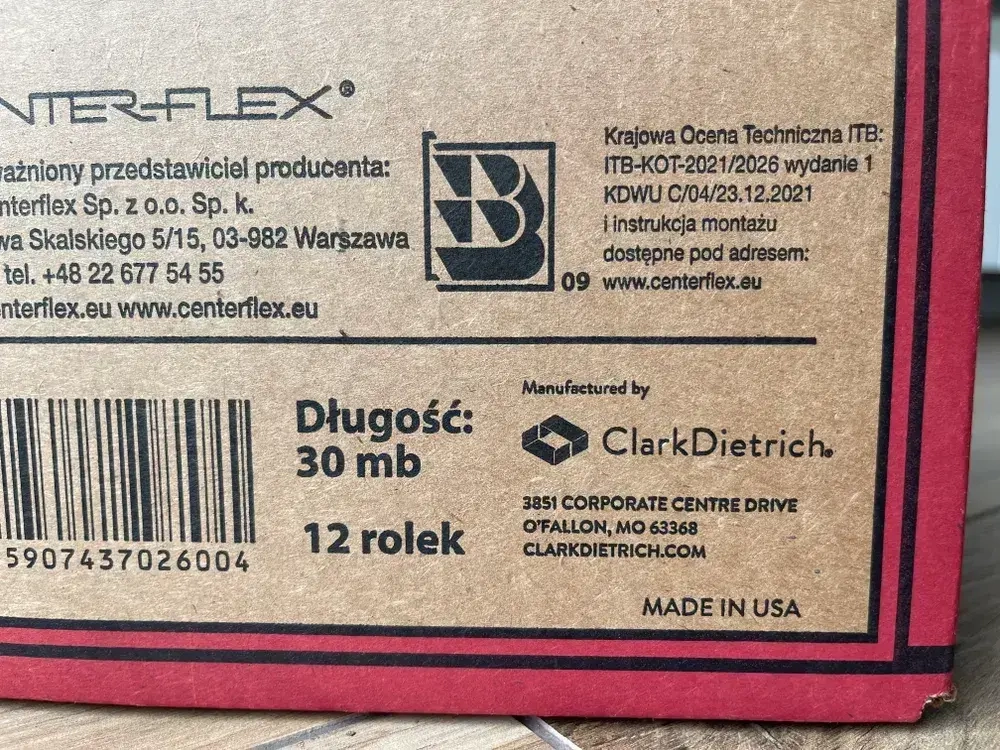 NTER-FLEX®
ważniony przedstawiciel producenta:
nterflex Sp. z o.o. Sp. k.
wa Skalskiego 5/15, 03-982 Warszawa
tel. +48 22 677 54 55
nterflex.eu www.centerflex.eu
B
09
Krajowa Ocena Techniczna ITB:
ITB-KOT-2021/2026 wydanie 1
KDWU C/04/23.12.2021
i instrukcja montażu
dostępne pod adresem:
www.centerflex.eu
5907437026004
Długość:
30 mb
12 rolek
Manufactured by
ClarkDietrich.
3851 CORPORATE CENTRE DRIVE
O'FALLON, MO 63368
CLARKDIETRICH.COM
MADE IN USA